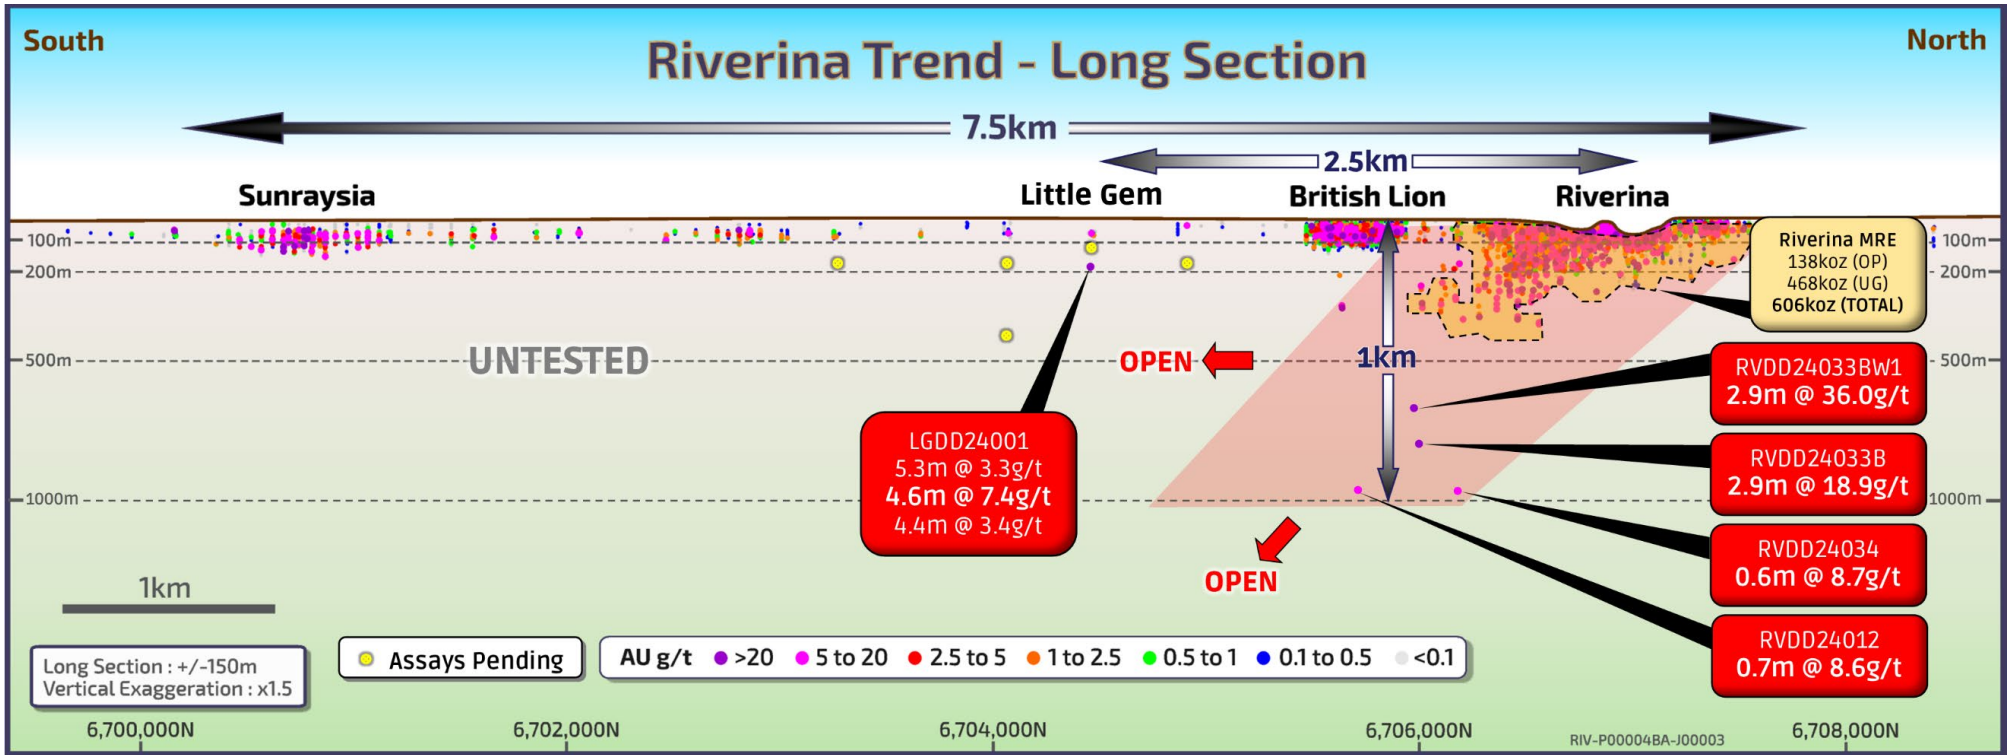 South
North
Riverina Trend - Long Section
7.5km
2.5km
Sunraysia
Little Gem
British Lion
Riverina
100m
200m
500m
1000m
100m
200m
500m
1000m
Riverina MRE
138koz (OP)
468koz (UG)
606koz (TOTAL)
UNTESTED
OPEN
1km
RVDD24033BW1
2.9m @ 36.0g/t
RVDD24033B
2.9m @ 18.9g/t
RVDD24034
0.6m @ 8.7g/t
RVDD24012
0.7m @ 8.6g/t
LGDD24001
5.3m @ 3.3g/t
4.6m @ 7.4g/t
4.4m @ 3.4g/t
OPEN
1km
Long Section : +/-150m
Vertical Exaggeration : x1.5
Assays Pending
AU g/t >20 5 to 20 2.5 to 5 1 to 2.5 0.5 to 1 0.1 to 0.5 <0.1
6,700,000N
6,702,000N
6,704,000N
6,706,000N
6,708,000N
RIV-P00004BA-J00003